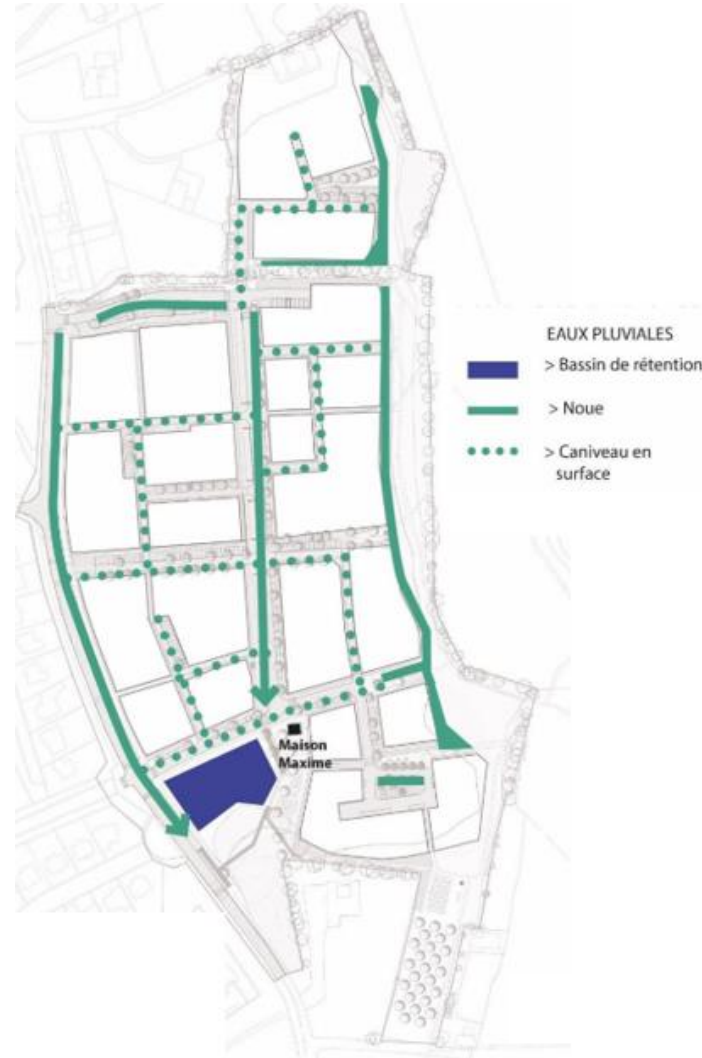 EAUX PLUVIALES
> Bassin de rétention
> Noue
> Caniveau en
surface
Maison
Maxime